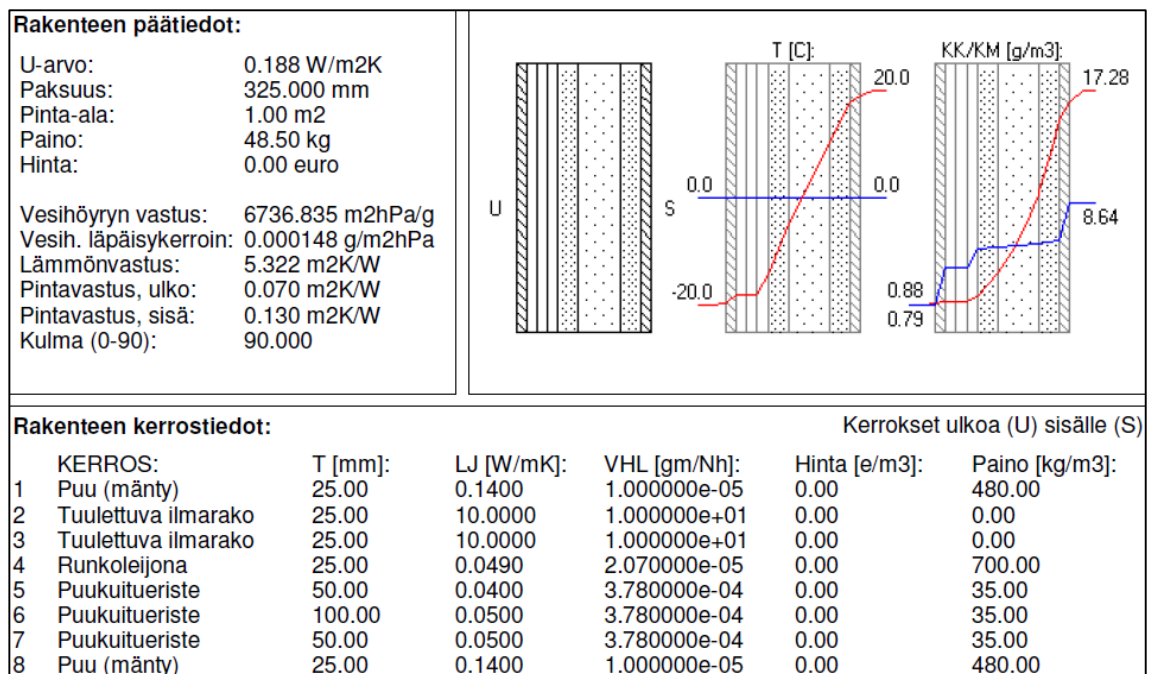 Rakenteen päätiedot:
U-arvo: 0.188 W/m2K
Paksuus: 325.000 mm
Pinta-ala: 1.00 m2
Paino: 48.50 kg
Hinta: 0.00 euro
Vesihöyryn vastus: 6736.835 m2hPa/g
Vesih. läpäisykerroin: 0.000148 g/m2hPa
Lämmönvastus: 5.322 m2K/W
Pintavastus, ulko: 0.070 m2K/W
Pintavastus, sisä: 0.130 m2K/W
Kulma (0-90): 90.000
U
S
T [C]:
20.0
0.0
0.0
-20.0
KK/KM [g/m3]:
17.28
8.64
0.88
0.79
Rakenteen kerrostiedot: Kerrokset ulkoa (U) sisälle (S)
KERROS: T [mm]: LJ [W/mK]: VHL [gm/Nh]: Hinta [e/m3]: Paino [kg/m3]:
1 Puu (mänty) 25.00 0.1400 1.000000e-05 0.00 480.00
2 Tuulettuva ilmarako 25.00 10.0000 1.000000e+01 0.00 0.00
3 Tuulettuva ilmarako 25.00 10.0000 1.000000e+01 0.00 0.00
4 Runkoleijona 25.00 0.0490 2.070000e-05 0.00 700.00
5 Puukuitueriste 50.00 0.0400 3.780000e-04 0.00 35.00
6 Puukuitueriste 100.00 0.0500 3.780000e-04 0.00 35.00
7 Puukuitueriste 50.00 0.0500 3.780000e-04 0.00 35.00
8 Puu (mänty) 25.00 0.1400 1.000000e-05 0.00 480.00